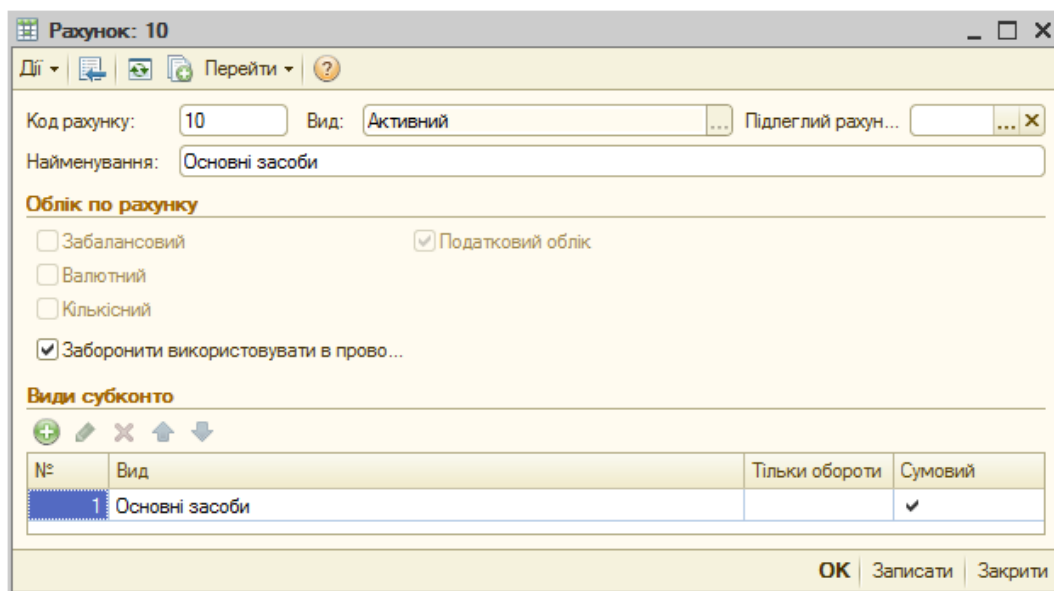 Рахунок: 10
Дії Перейти ?
Код рахунку: 10 Вид: Активний ... Підлеглий рахун... ...
Найменування: Основні засоби
Облік по рахунку
Забалансовий Податковий облік
Валютний
Кількісний
Заборонити використовувати в прово...
Види субконто
№ Вид Тільки обороти Сумовий
1 Основні засоби
OK Записати Закрити